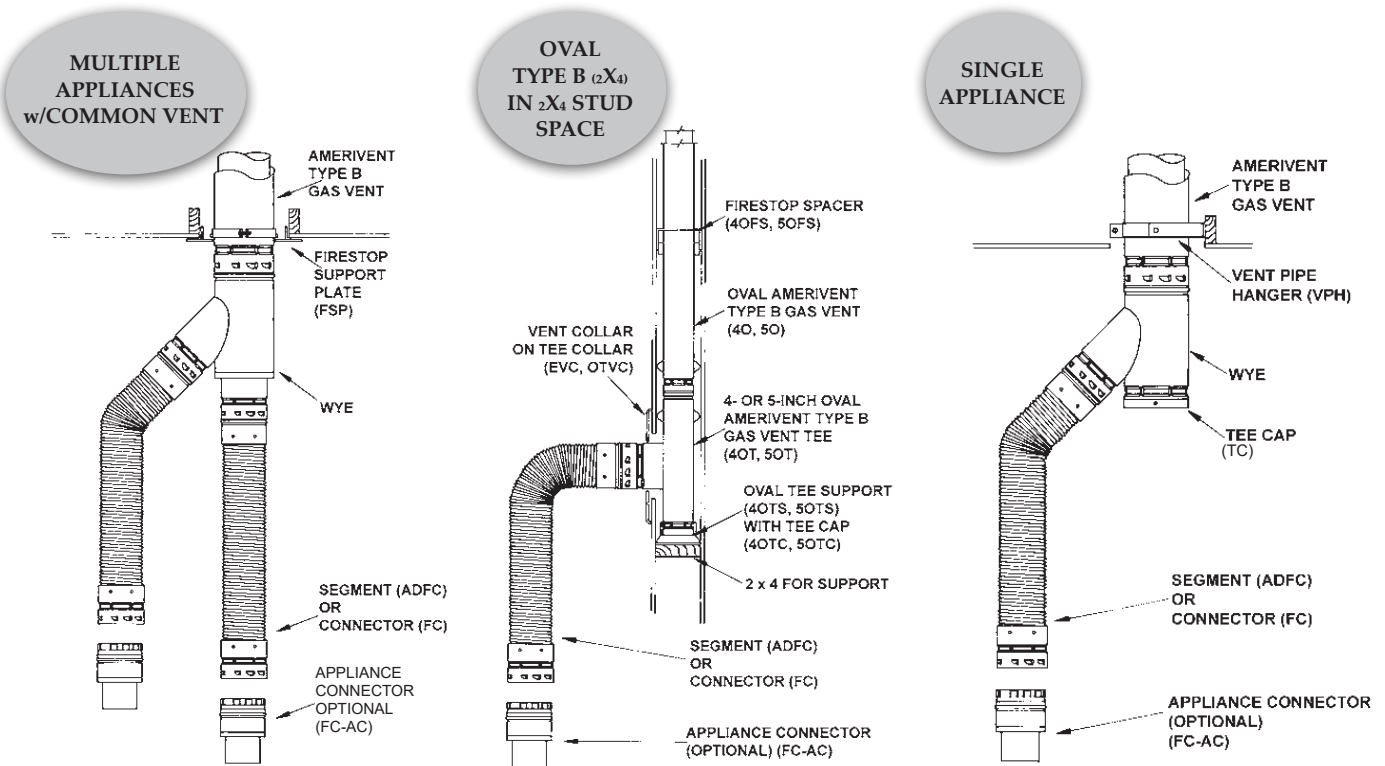 MULTIPLE
APPLIANCES
w/COMMON VENT
AMERIVENT
TYPE B
GAS VENT
FIRESTOP
SUPPORT
PLATE
(FSP)
WYE
SEGMENT (ADFC)
OR
CONNECTOR (FC)
APPLIANCE
CONNECTOR
OPTIONAL
(FC-AC)
OVAL
TYPE B (2X4)
IN 2X4 STUD
SPACE
FIRESTOP SPACER
(4OFS, 5OFS)
OVAL AMERIVENT
TYPE B GAS VENT
(4O, 5O)
VENT COLLAR
ON TEE COLLAR
(EVC, OTVC)
4- OR 5-INCH OVAL
AMERIVENT TYPE B
GAS VENT TEE
(4OT, 5OT)
OVAL TEE SUPPORT
(4OTS, 5OTS)
WITH TEE CAP
(4OTC, 5OTC)
2 x 4 FOR SUPPORT
SEGMENT (ADFC)
OR
CONNECTOR (FC)
APPLIANCE CONNECTOR
(OPTIONAL) (FC-AC)
SINGLE
APPLIANCE
AMERIVENT
TYPE B
GAS VENT
VENT PIPE
HANGER (VPH)
WYE
TEE CAP
(TC)
SEGMENT (ADFC)
OR
CONNECTOR (FC)
APPLIANCE CONNECTOR
(OPTIONAL)
(FC-AC)